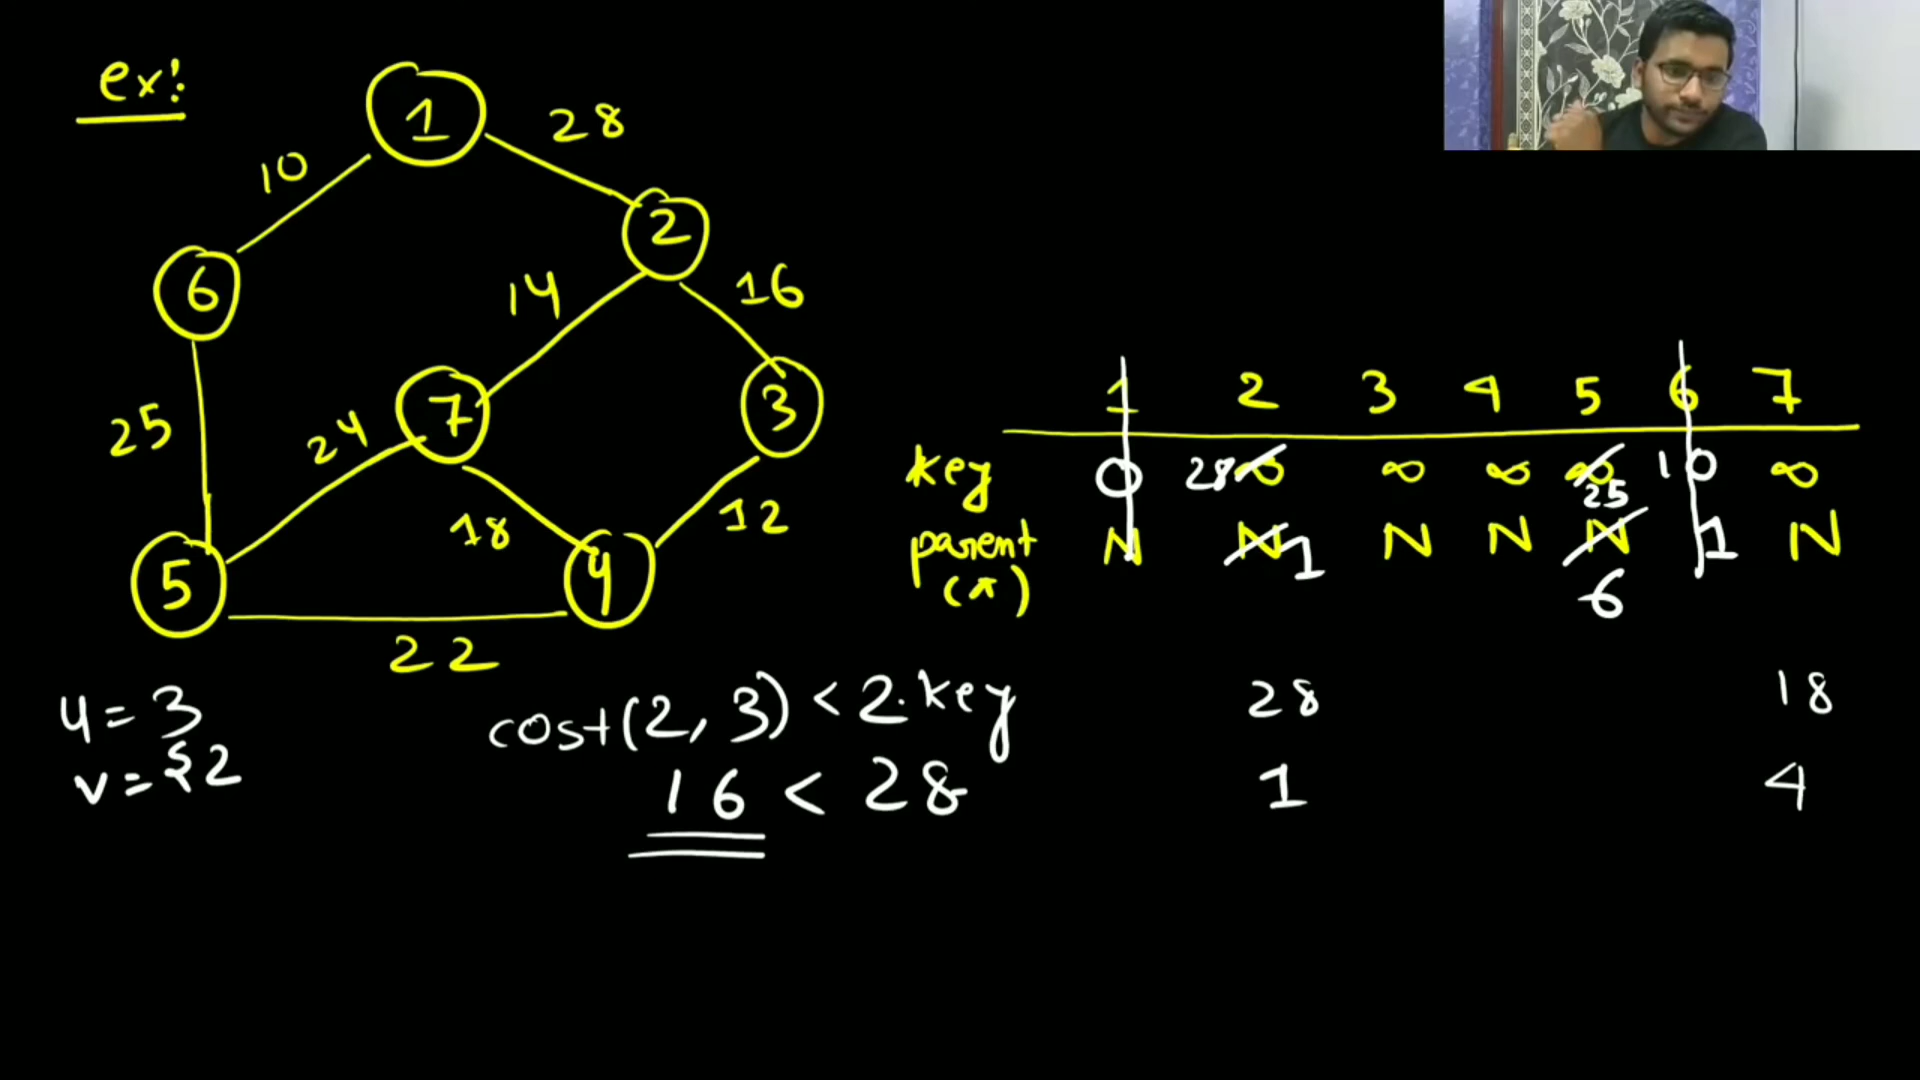 ex:
1
28
10
2
6
14
16
7
3
25
24
18
12
5
4
22
1 2 3 4 5 6 7
key 0 28 ∞ ∞ ∞ ∞ 25 10 ∞
parent N N 1 N N N 6 1 N
(π)
u = 3
v = {2
cost(2, 3) < 2.key
16 < 28
28 18
1 4